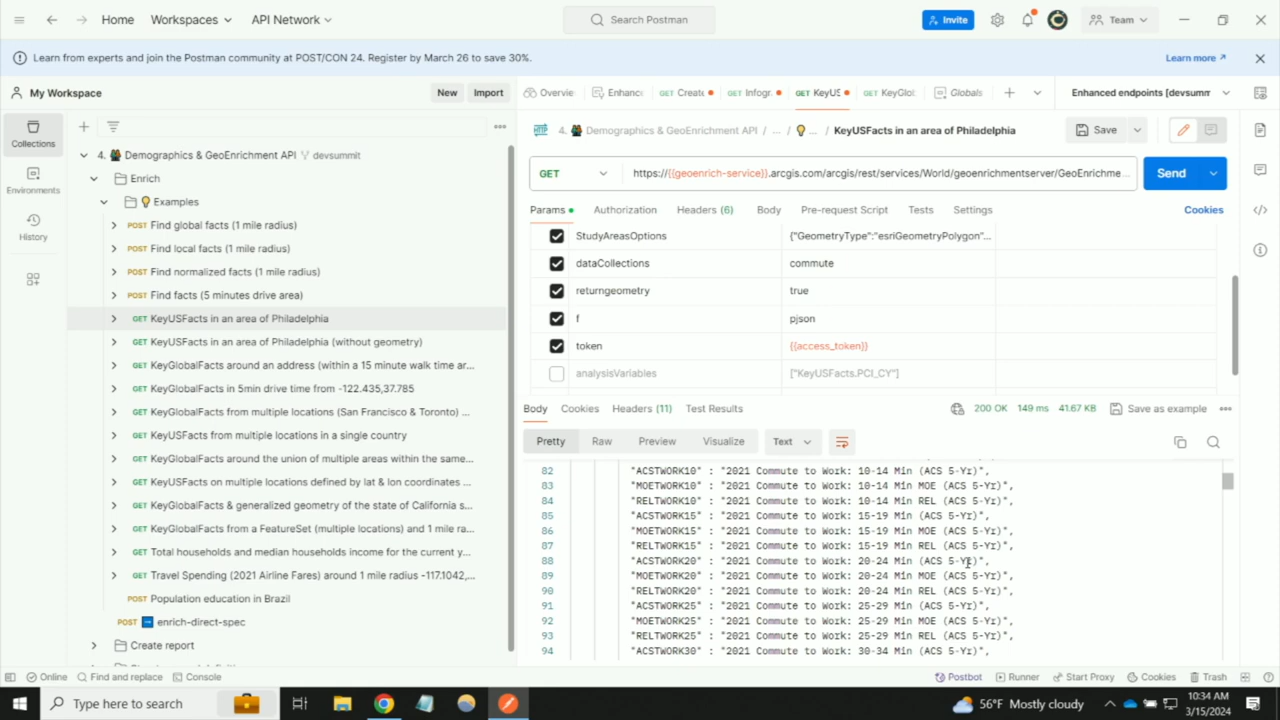 Home Workspaces API Network Search Postman Invite Team
Learn from experts and join the Postman community at POST/CON 24. Register by March 26 to save 30%. Learn more
My Workspace New Import Overvie Enhanc Create Infogr KeyUS KeyGlol Globals Enhanced endpoints [devsumm
Collections
Environments
History
4. Demographics & GeoEnrichment API devsummit
Enrich
Examples
POST Find global facts (1 mile radius)
POST Find local facts (1 mile radius)
POST Find normalized facts (1 mile radius)
POST Find facts (5 minutes drive area)
GET KeyUSFacts in an area of Philadelphia
GET KeyUSFacts in an area of Philadelphia (without geometry)
GET KeyGlobalFacts around an address (within a 15 minute walk time ar...
GET KeyGlobalFacts in 5min drive time from -122.435,37.785
GET KeyGlobalFacts from multiple locations (San Francisco & Toronto) ...
GET KeyUSFacts from multiple locations in a single country
GET KeyGlobalFacts around the union of multiple areas within the same...
GET KeyUSFacts on multiple locations defined by lat & lon coordinates
GET KeyGlobalFacts & generalized geometry of the state of California s...
GET KeyGlobalFacts from a FeatureSet (multiple locations) and 1 mile ra...
GET Total households and median households income for the current y...
GET Travel Spending (2021 Airline Fares) around 1 mile radius -117.1042,...
POST Population education in Brazil
POST enrich-direct-spec
Create report
4. Demographics & GeoEnrichment API / ... / ... / KeyUSFacts in an area of Philadelphia Save
GET https://{{geoenrich-service}}.arcgis.com/arcgis/rest/services/World/geoenrichmentserver/GeoEnrichme... Send
Params Authorization Headers (6) Body Pre-request Script Tests Settings Cookies
StudyAreasOptions {"GeometryType":"esriGeometryPolygon"...
dataCollections commute
returngeometry true
f pjson
token {{access_token}}
analysisVariables ["KeyUSFacts.PCI_CY"]
Body Cookies Headers (11) Test Results 200 OK 149 ms 41.67 KB Save as example
Pretty Raw Preview Visualize Text
82 "ACSTWORK10" : "2021 Commute to Work: 10-14 Min (ACS 5-Yr)",
83 "MOETWORK10" : "2021 Commute to Work: 10-14 Min MOE (ACS 5-Yr)",
84 "RELTWORK10" : "2021 Commute to Work: 10-14 Min REL (ACS 5-Yr)",
85 "ACSTWORK15" : "2021 Commute to Work: 15-19 Min (ACS 5-Yr)",
86 "MOETWORK15" : "2021 Commute to Work: 15-19 Min MOE (ACS 5-Yr)",
87 "RELTWORK15" : "2021 Commute to Work: 15-19 Min REL (ACS 5-Yr)",
88 "ACSTWORK20" : "2021 Commute to Work: 20-24 Min (ACS 5-Yr)",
89 "MOETWORK20" : "2021 Commute to Work: 20-24 Min MOE (ACS 5-Yr)",
90 "RELTWORK20" : "2021 Commute to Work: 20-24 Min REL (ACS 5-Yr)",
91 "ACSTWORK25" : "2021 Commute to Work: 25-29 Min (ACS 5-Yr)",
92 "MOETWORK25" : "2021 Commute to Work: 25-29 Min MOE (ACS 5-Yr)",
93 "RELTWORK25" : "2021 Commute to Work: 25-29 Min REL (ACS 5-Yr)",
94 "ACSTWORK30" : "2021 Commute to Work: 30-34 Min (ACS 5-Yr)",
Online Find and replace Console Postbot Runner Start Proxy Cookies Trash
Type here to search 56°F Mostly cloudy 10:34 AM
3/15/2024